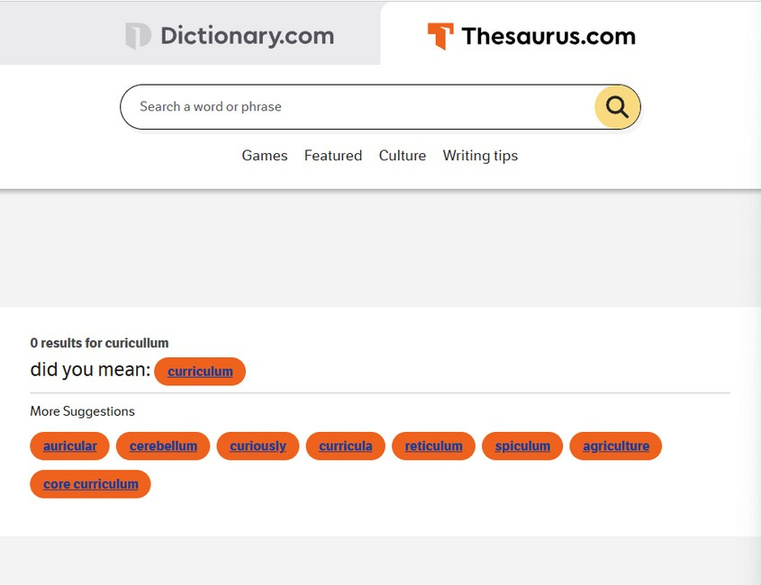 Dictionary.com Thesaurus.com
Search a word or phrase
Games Featured Culture Writing tips
0 results for curicullum
did you mean: curriculum
More Suggestions
auricular cerebellum curiously curricula reticulum spiculum agriculture
core curriculum